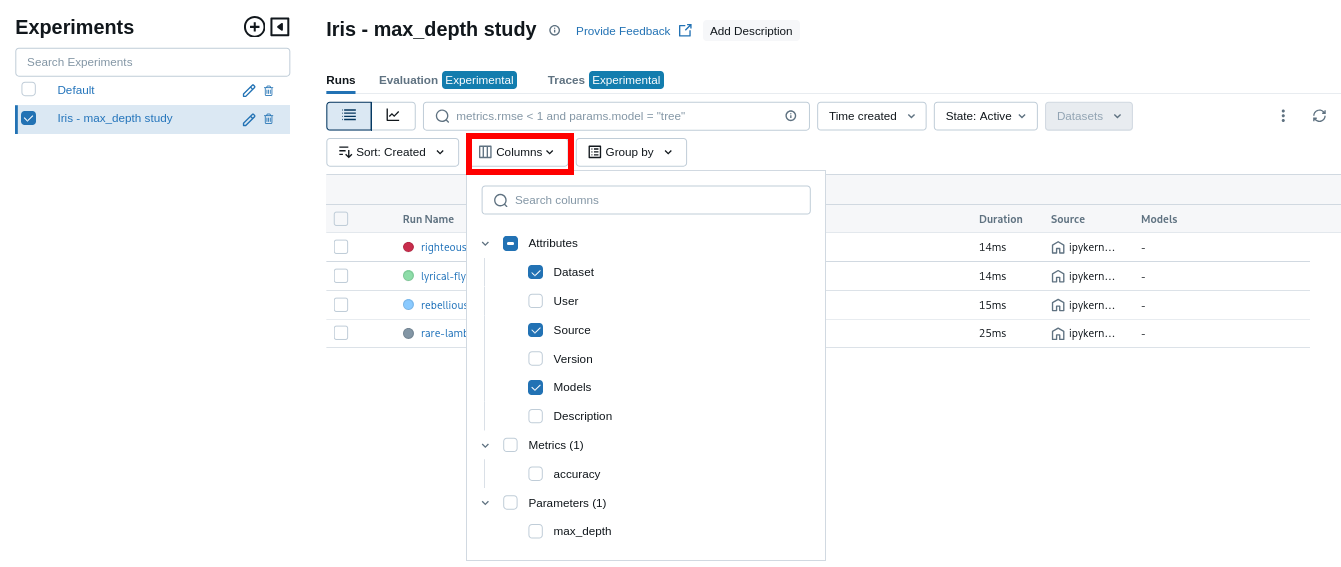 Experiments
Search Experiments
Default
Iris - max_depth study
Iris - max_depth study
Provide Feedback
Add Description
Runs
Evaluation Experimental
Traces Experimental
metrics.rmse < 1 and params.model = "tree"
Time created
State: Active
Datasets
Sort: Created
Columns
Group by
Search columns
Attributes
Dataset
User
Source
Version
Models
Description
Metrics (1)
accuracy
Parameters (1)
max_depth
Run Name
Duration
Source
Models
righteous
14ms
ipykern...
-
lyrical-fly
14ms
ipykern...
-
rebellious
15ms
ipykern...
-
rare-lamb
25ms
ipykern...
-